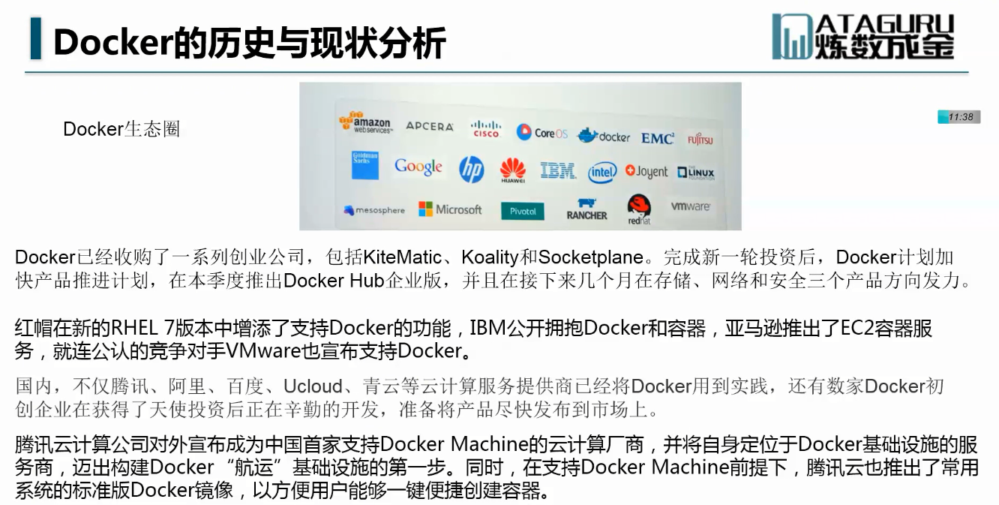 Docker的历史与现状分析
ATAGURU
炼数成金
Docker生态圈
11:38
amazon web services™
APCERA
CISCO
CoreOS
docker
EMC²
FUJITSU
Goldman Sachs
Google
hp
HUAWEI
IBM
intel
Joyent
THE LINUX FOUNDATION
mesosphere
Microsoft
Pivotal
RANCHER
redhat
vmware
Docker已经收购了一系列创业公司，包括KiteMatic、Koality和Socketplane。完成新一轮投资后，Docker计划加
快产品推进计划，在本季度推出Docker Hub企业版，并且在接下来几个月在存储、网络和安全三个产品方向发力。
红帽在新的RHEL 7版本中增添了支持Docker的功能，IBM公开拥抱Docker和容器，亚马逊推出了EC2容器服
务，就连公认的竞争对手VMware也宣布支持Docker。
国内，不仅腾讯、阿里、百度、Ucloud、青云等云计算服务提供商已经将Docker用到实践，还有数家Docker初
创企业在获得了天使投资后正在辛勤的开发，准备将产品尽快发布到市场上。
腾讯云计算公司对外宣布成为中国首家支持Docker Machine的云计算厂商，并将自身定位于Docker基础设施的服
务商，迈出构建Docker“航运”基础设施的第一步。同时，在支持Docker Machine前提下，腾讯云也推出了常用
系统的标准版Docker镜像，以方便用户能够一键便捷创建容器。